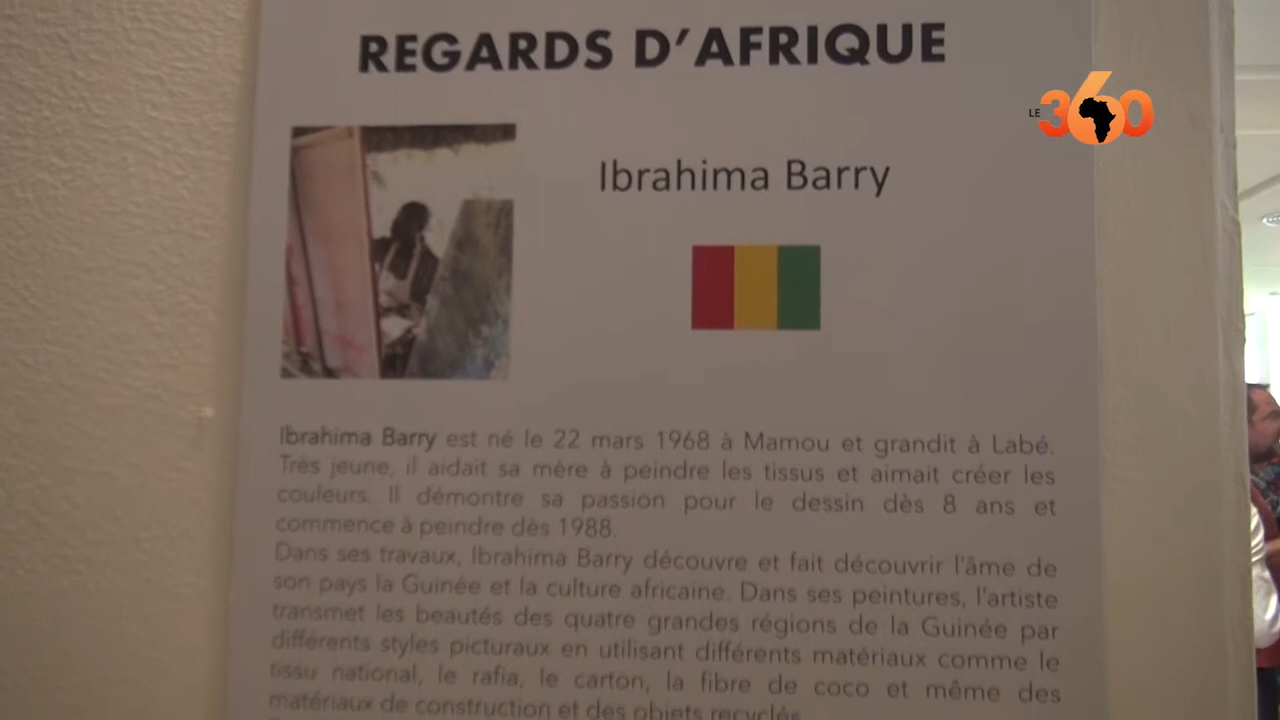 REGARDS D'AFRIQUE
LE 360
Ibrahima Barry
Ibrahima Barry est né le 22 mars 1968 à Mamou et grandit à Labé.
Très jeune, il aidait sa mère à peindre les tissus et aimait créer les
couleurs. Il démontre sa passion pour le dessin dès 8 ans et
commence à peindre dès 1988.
Dans ses travaux, Ibrahima Barry découvre et fait découvrir l'âme de
son pays la Guinée et la culture africaine. Dans ses peintures, l'artiste
transmet les beautés des quatre grandes régions de la Guinée par
différents styles picturaux en utilisant différents matériaux comme le
tissu national, le rafia, le carton, la fibre de coco et même des
matériaux de construction et des objets recyclés